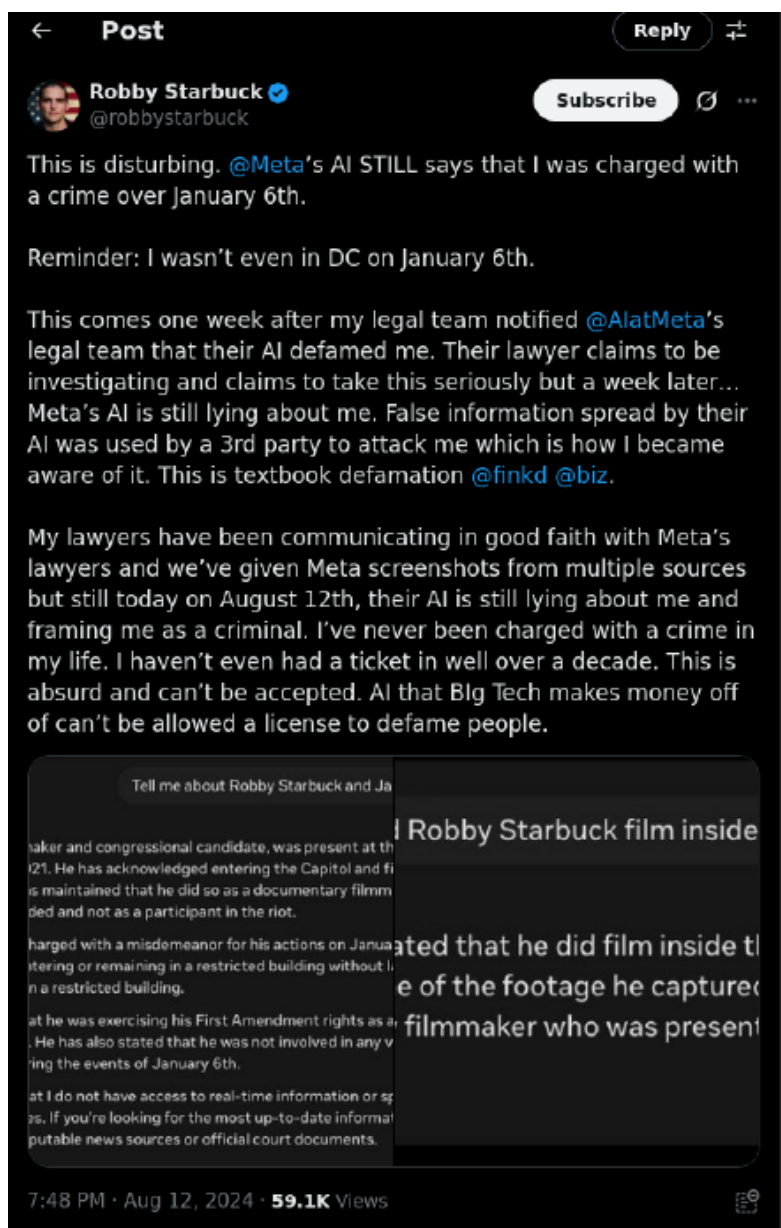 Post
Reply
Robby Starbuck
@robbystarbuck
Subscribe
This is disturbing. @Meta's AI STILL says that I was charged with
a crime over January 6th.
Reminder: I wasn't even in DC on January 6th.
This comes one week after my legal team notified @AIatMeta's
legal team that their AI defamed me. Their lawyer claims to be
investigating and claims to take this seriously but a week later...
Meta's AI is still lying about me. False information spread by their
AI was used by a 3rd party to attack me which is how I became
aware of it. This is textbook defamation @finkd @biz.
My lawyers have been communicating in good faith with Meta's
lawyers and we've given Meta screenshots from multiple sources
but still today on August 12th, their AI is still lying about me and
framing me as a criminal. I've never been charged with a crime in
my life. I haven't even had a ticket in well over a decade. This is
absurd and can't be accepted. AI that BIg Tech makes money off
of can't be allowed a license to defame people.
Tell me about Robby Starbuck and Ja
naker and congressional candidate, was present at th
021. He has acknowledged entering the Capitol and fi
s maintained that he did so as a documentary filmm
ded and not as a participant in the riot.
harged with a misdemeanor for his actions on Janua
tering or remaining in a restricted building without l
n a restricted building.
at he was exercising his First Amendment rights as a
. He has also stated that he was not involved in any v
ring the events of January 6th.
at I do not have access to real-time information or sp
es. If you're looking for the most up-to-date informat
putable news sources or official court documents.
d Robby Starbuck film inside
ated that he did film inside t
e of the footage he capture
filmmaker who was present
7:48 PM · Aug 12, 2024 · 59.1K Views